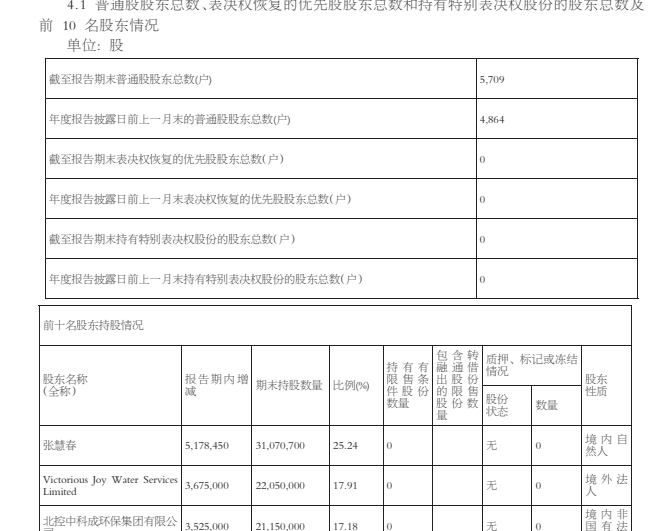 4.1 普通股股东总数、表决权恢复的优先股股东总数和持有特别表决权股份的股东总数及
前 10 名股东情况
单位: 股
截至报告期末普通股股东总数(户) 5,709
年度报告披露日前上一月末的普通股股东总数(户) 4,864
截至报告期末表决权恢复的优先股股东总数（户） 0
年度报告披露日前上一月末表决权恢复的优先股股东总数（户） 0
截至报告期末持有特别表决权股份的股东总数（户） 0
年度报告披露日前上一月末持有特别表决权股份的股东总数（户） 0
前十名股东持股情况
股东名称
(全称)
报告期内增
减
期末持股数量
比例(%)
持有有
限售条
件股份
数量
包含转
融通借
出股份
的限售
股份数
量
质押、标记或冻结
情况
股份
状态
数量
股东
性质
张慧春 5,178,450 31,070,700 25.24 0 无 0 境内自
然人
Victorious Joy Water Services
Limited 3,675,000 22,050,000 17.91 0 无 0 境外法
人
北控中科成环保集团有限公
3,525,000 21,150,000 17.18 0 无 0 境内非
国有法